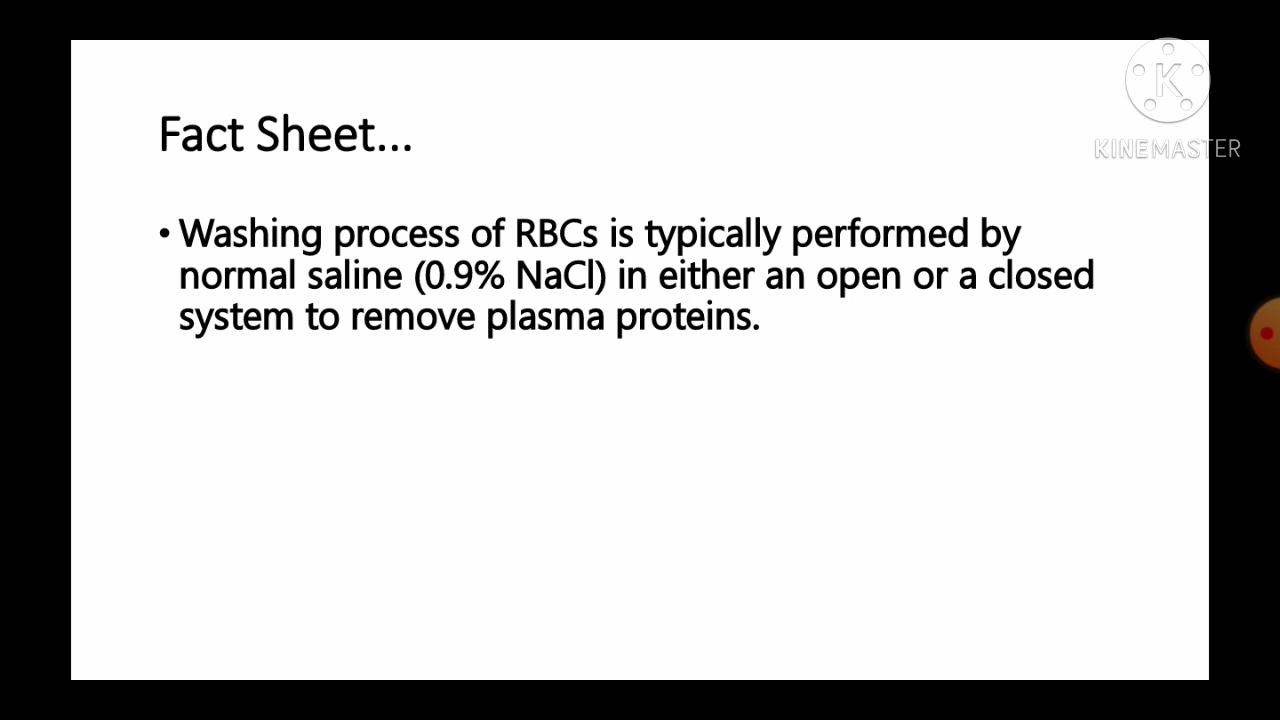 K
KINEMASTER
Fact Sheet...
• Washing process of RBCs is typically performed by
normal saline (0.9% NaCl) in either an open or a closed
system to remove plasma proteins.